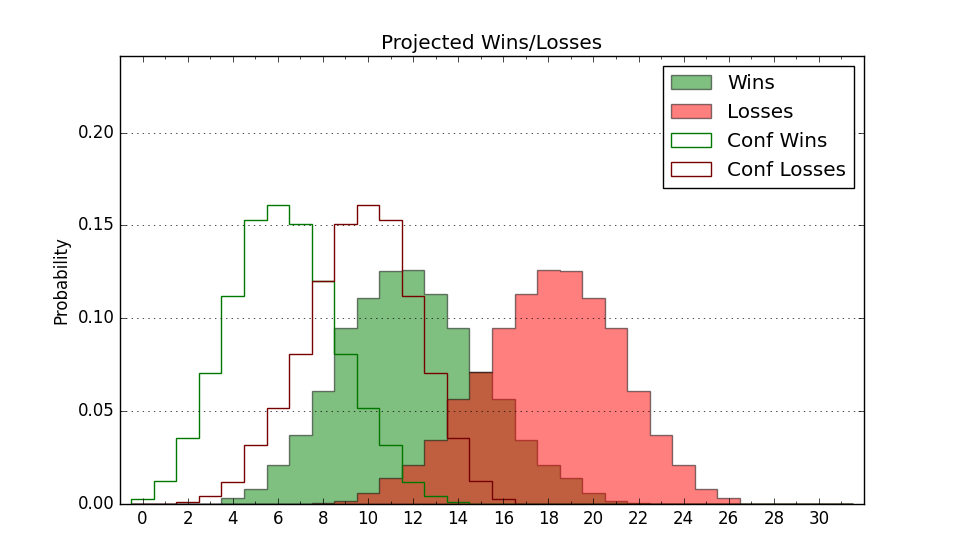 Projected Wins/Losses
Wins
Losses
Conf Wins
Conf Losses
Probability
0.20
0.15
0.10
0.05
0.00
0 2 4 6 8 10 12 14 16 18 20 22 24 26 28 30